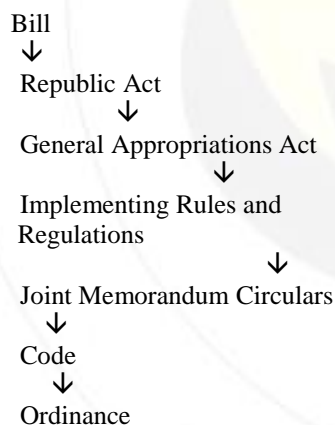 Bill
↓
Republic Act
↓
General Appropriations Act
↓
Implementing Rules and
Regulations
↓
Joint Memorandum Circulars
↓
Code
↓
Ordinance